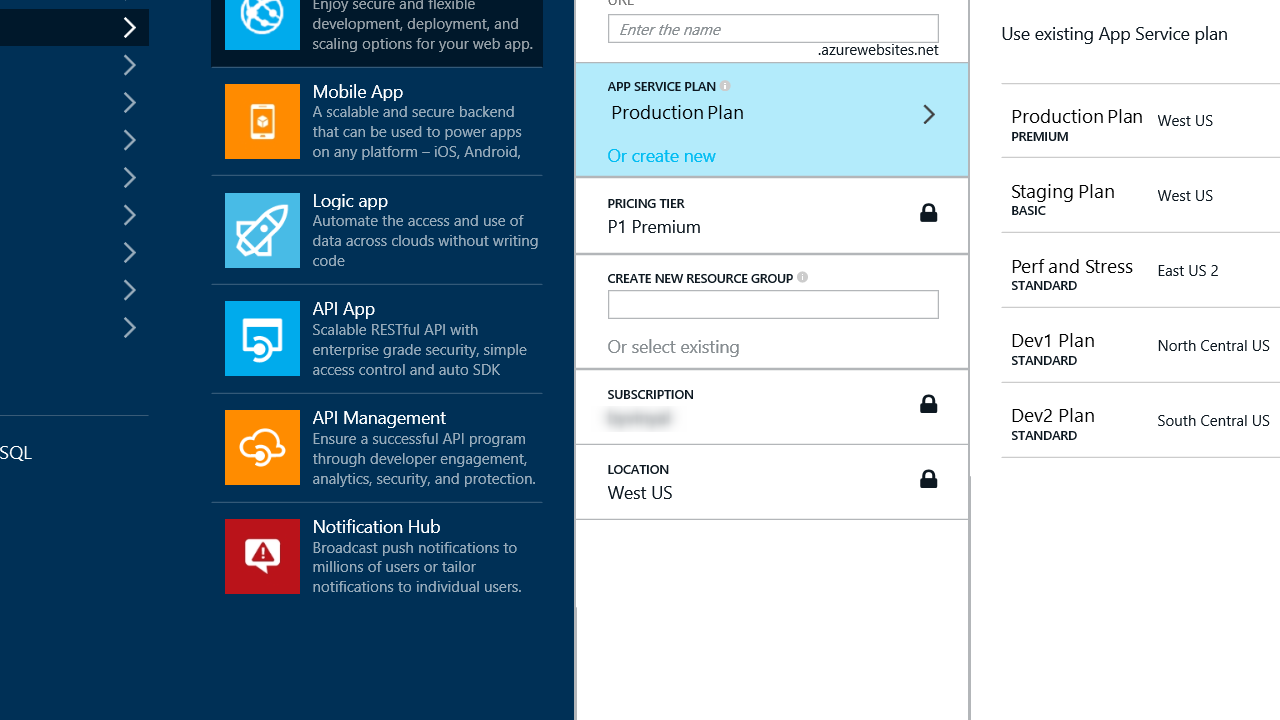 SQL
Enjoy secure and flexible
development, deployment, and
scaling options for your web app.
Mobile App
A scalable and secure backend
that can be used to power apps
on any platform – iOS, Android,
Logic app
Automate the access and use of
data across clouds without writing
code
API App
Scalable RESTful API with
enterprise grade security, simple
access control and auto SDK
API Management
Ensure a successful API program
through developer engagement,
analytics, security, and protection.
Notification Hub
Broadcast push notifications to
millions of users or tailor
notifications to individual users.
URL
Enter the name
.azurewebsites.net
APP SERVICE PLAN
Production Plan
Or create new
PRICING TIER
P1 Premium
CREATE NEW RESOURCE GROUP
Or select existing
SUBSCRIPTION
LOCATION
West US
Use existing App Service plan
Production Plan West US
PREMIUM
Staging Plan West US
BASIC
Perf and Stress East US 2
STANDARD
Dev1 Plan North Central US
STANDARD
Dev2 Plan South Central US
STANDARD